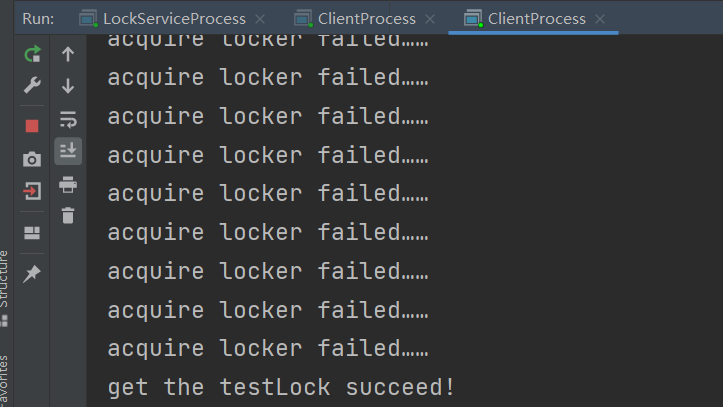 Run:
LockServiceProcess
ClientProcess
ClientProcess
acquire locker failed……
acquire locker failed……
acquire locker failed……
acquire locker failed……
acquire locker failed……
acquire locker failed……
acquire locker failed……
acquire locker failed……
acquire locker failed……
get the testLock succeed!
Structure